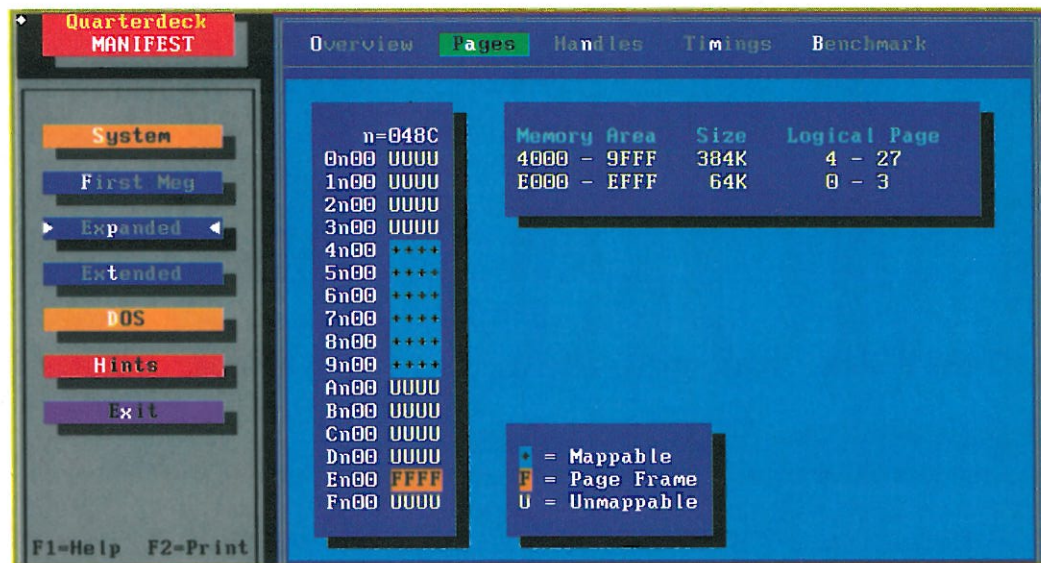 Quarterdeck
MANIFEST
Overview Pages Handles Timings Benchmark
System
First Meg
Expanded
Extended
DOS
Hints
Exit
F1=Help F2=Print
n=048C
0n00 UUUU
1n00 UUUU
2n00 UUUU
3n00 UUUU
4n00 ++++
5n00 ++++
6n00 ++++
7n00 ++++
8n00 ++++
9n00 ++++
An00 UUUU
Bn00 UUUU
Cn00 UUUU
Dn00 UUUU
En00 FFFF
Fn00 UUUU
Memory Area Size Logical Page
4000 - 9FFF 384K 4 - 27
E000 - EFFF 64K 0 - 3
+ = Mappable
F = Page Frame
U = Unmappable